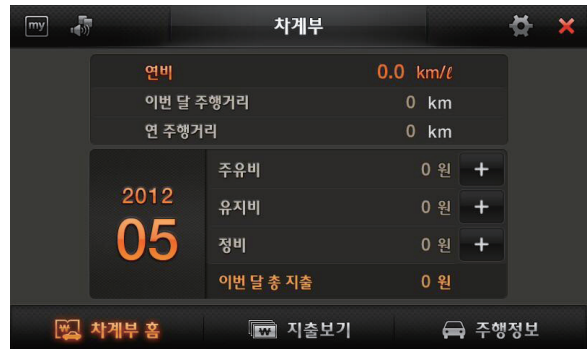 my
차계부
연비 0.0 km/ℓ
이번 달 주행거리 0 km
연 주행거리 0 km
2012
05
주유비 0 원 +
유지비 0 원 +
정비 0 원 +
이번 달 총 지출 0 원
₩ 차계부 홈
₩ 지출보기
주행정보